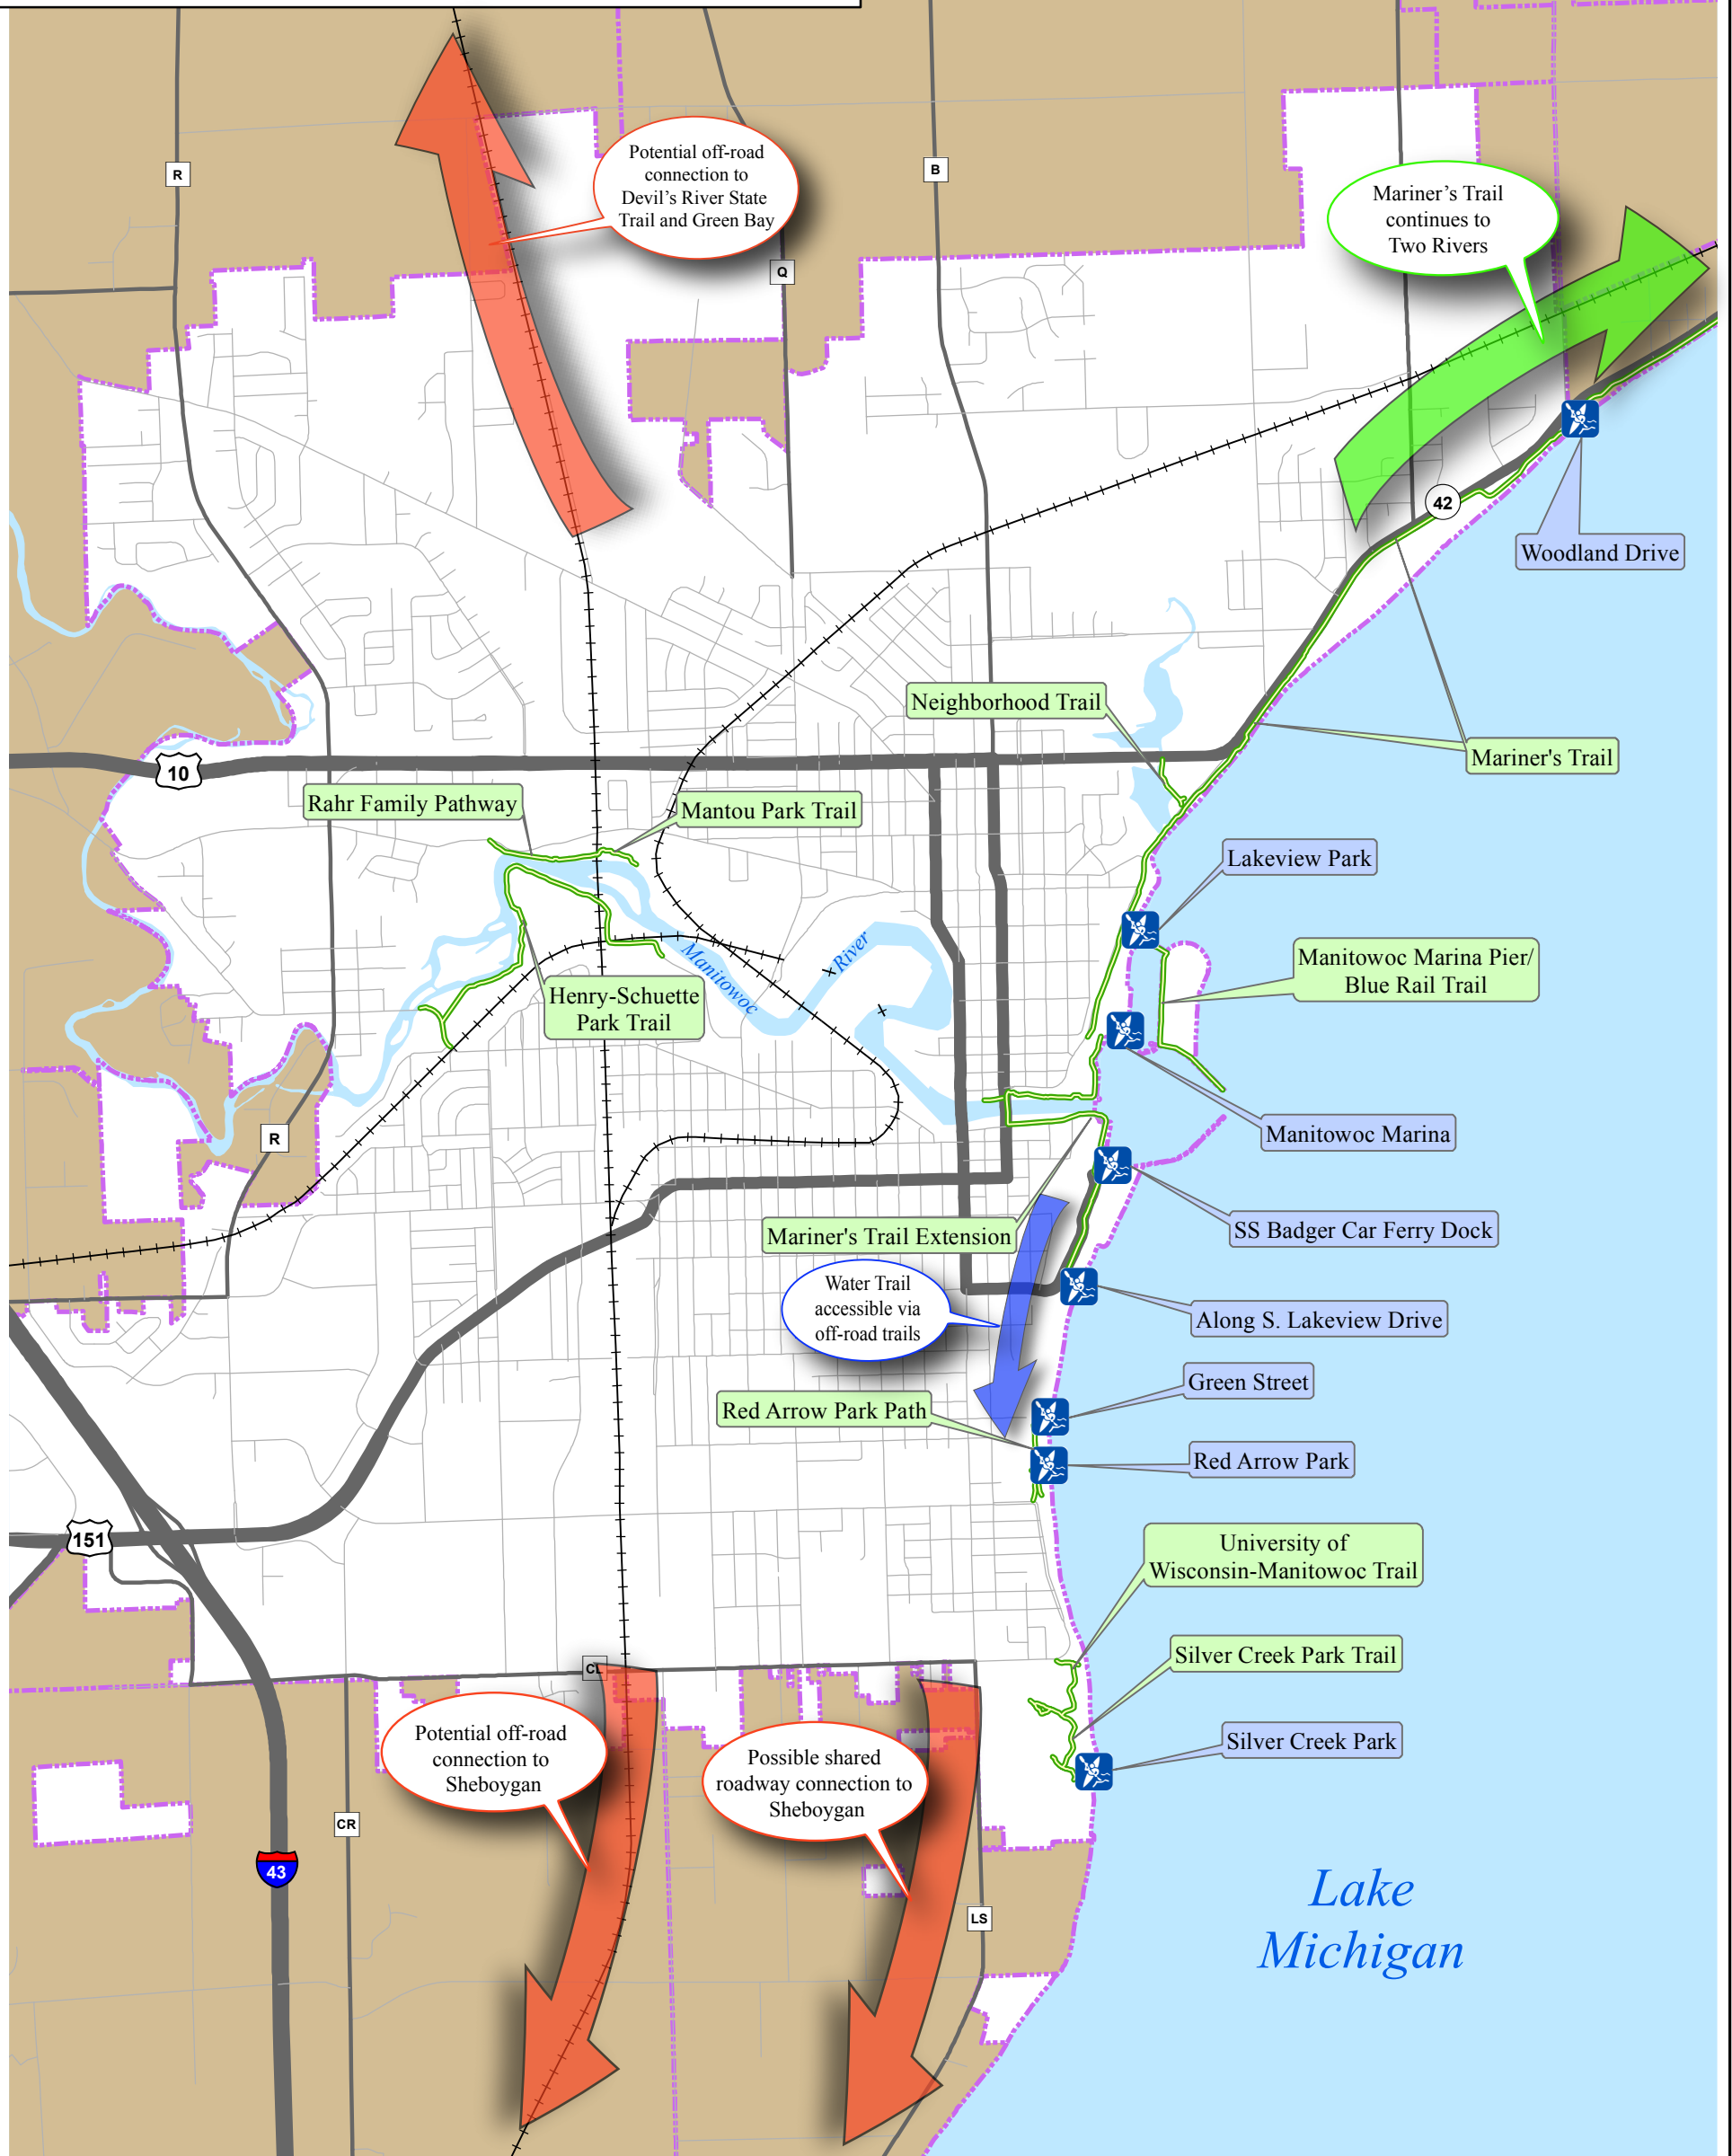 R
Potential off-road
connection to
Devil's River State
Trail and Green Bay
B
Mariner's Trail
continues to
Two Rivers
Q
42
Woodland Drive
Neighborhood Trail
Mariner's Trail
10
Rahr Family Pathway
Mantou Park Trail
Lakeview Park
Manitowoc
River
Manitowoc Marina Pier/
Blue Rail Trail
Henry-Schuette
Park Trail
Manitowoc Marina
R
SS Badger Car Ferry Dock
Mariner's Trail Extension
Water Trail
accessible via
off-road trails
Along S. Lakeview Drive
Green Street
Red Arrow Park Path
Red Arrow Park
151
University of
Wisconsin-Manitowoc Trail
Silver Creek Park Trail
CL
Potential off-road
connection to
Sheboygan
Possible shared
roadway connection to
Sheboygan
Silver Creek Park
CR
43
LS
Lake
Michigan